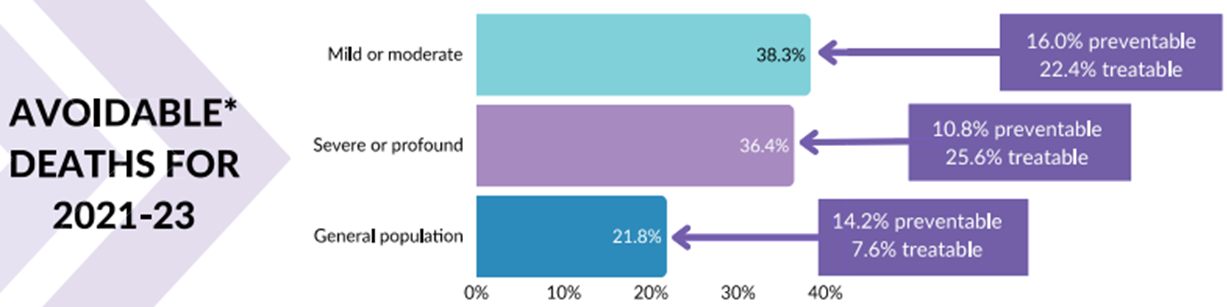 AVOIDABLE*
DEATHS FOR
2021-23
Mild or moderate
38.3%
16.0% preventable
22.4% treatable
Severe or profound
36.4%
10.8% preventable
25.6% treatable
General population
21.8%
14.2% preventable
7.6% treatable
0% 10% 20% 30% 40%